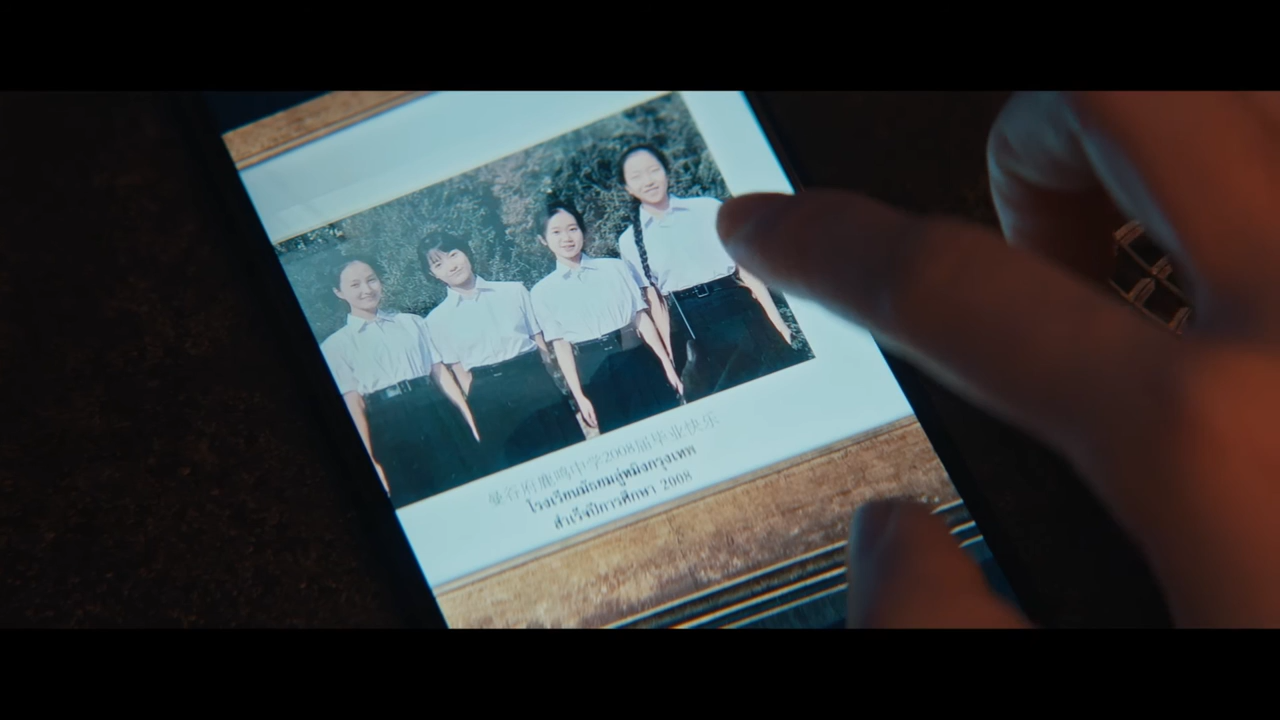 曼谷府鹿鸣中学2008届毕业快乐
โรงเรียนมัธยมลู่หมิงกรุงเทพ
สำเร็จปีการศึกษา 2008